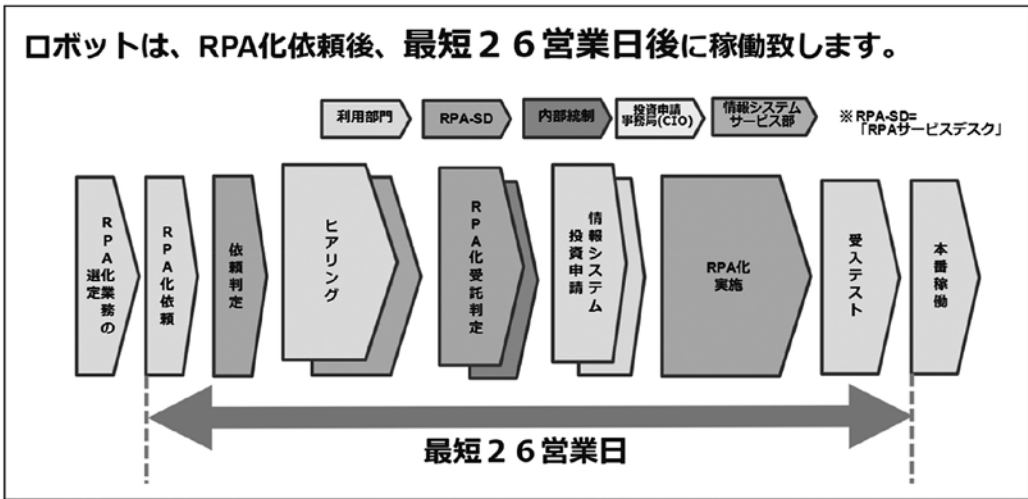 ロボットは、RPA化依頼後、最短２６営業日後に稼働致します。
利用部門
RPA-SD
内部統制
投資申請
事務局(CIO)
情報システム
サービス部
※RPA-SD=
「RPAサービスデスク」
RPA化業務の
選定
RPA化依頼
依頼判定
ヒアリング
RPA化受託判定
情報システム
投資申請
RPA化
実施
受入テスト
本番稼働
最短２６営業日